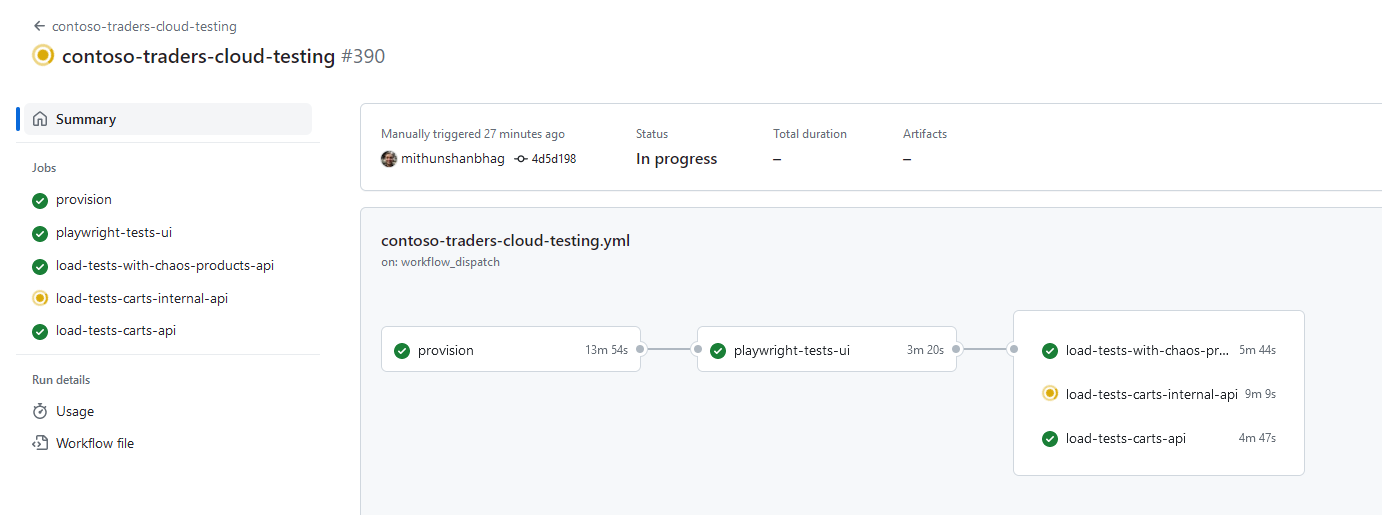 contoso-traders-cloud-testing
contoso-traders-cloud-testing #390
Summary
Jobs
provision
playwright-tests-ui
load-tests-with-chaos-products-api
load-tests-carts-internal-api
load-tests-carts-api
Run details
Usage
Workflow file
Manually triggered 27 minutes ago
mithunshanbhag 4d5d198
Status
In progress
Total duration
–
Artifacts
–
contoso-traders-cloud-testing.yml
on: workflow_dispatch
provision 13m 54s
playwright-tests-ui 3m 20s
load-tests-with-chaos-pr... 5m 44s
load-tests-carts-internal-api 9m 9s
load-tests-carts-api 4m 47s